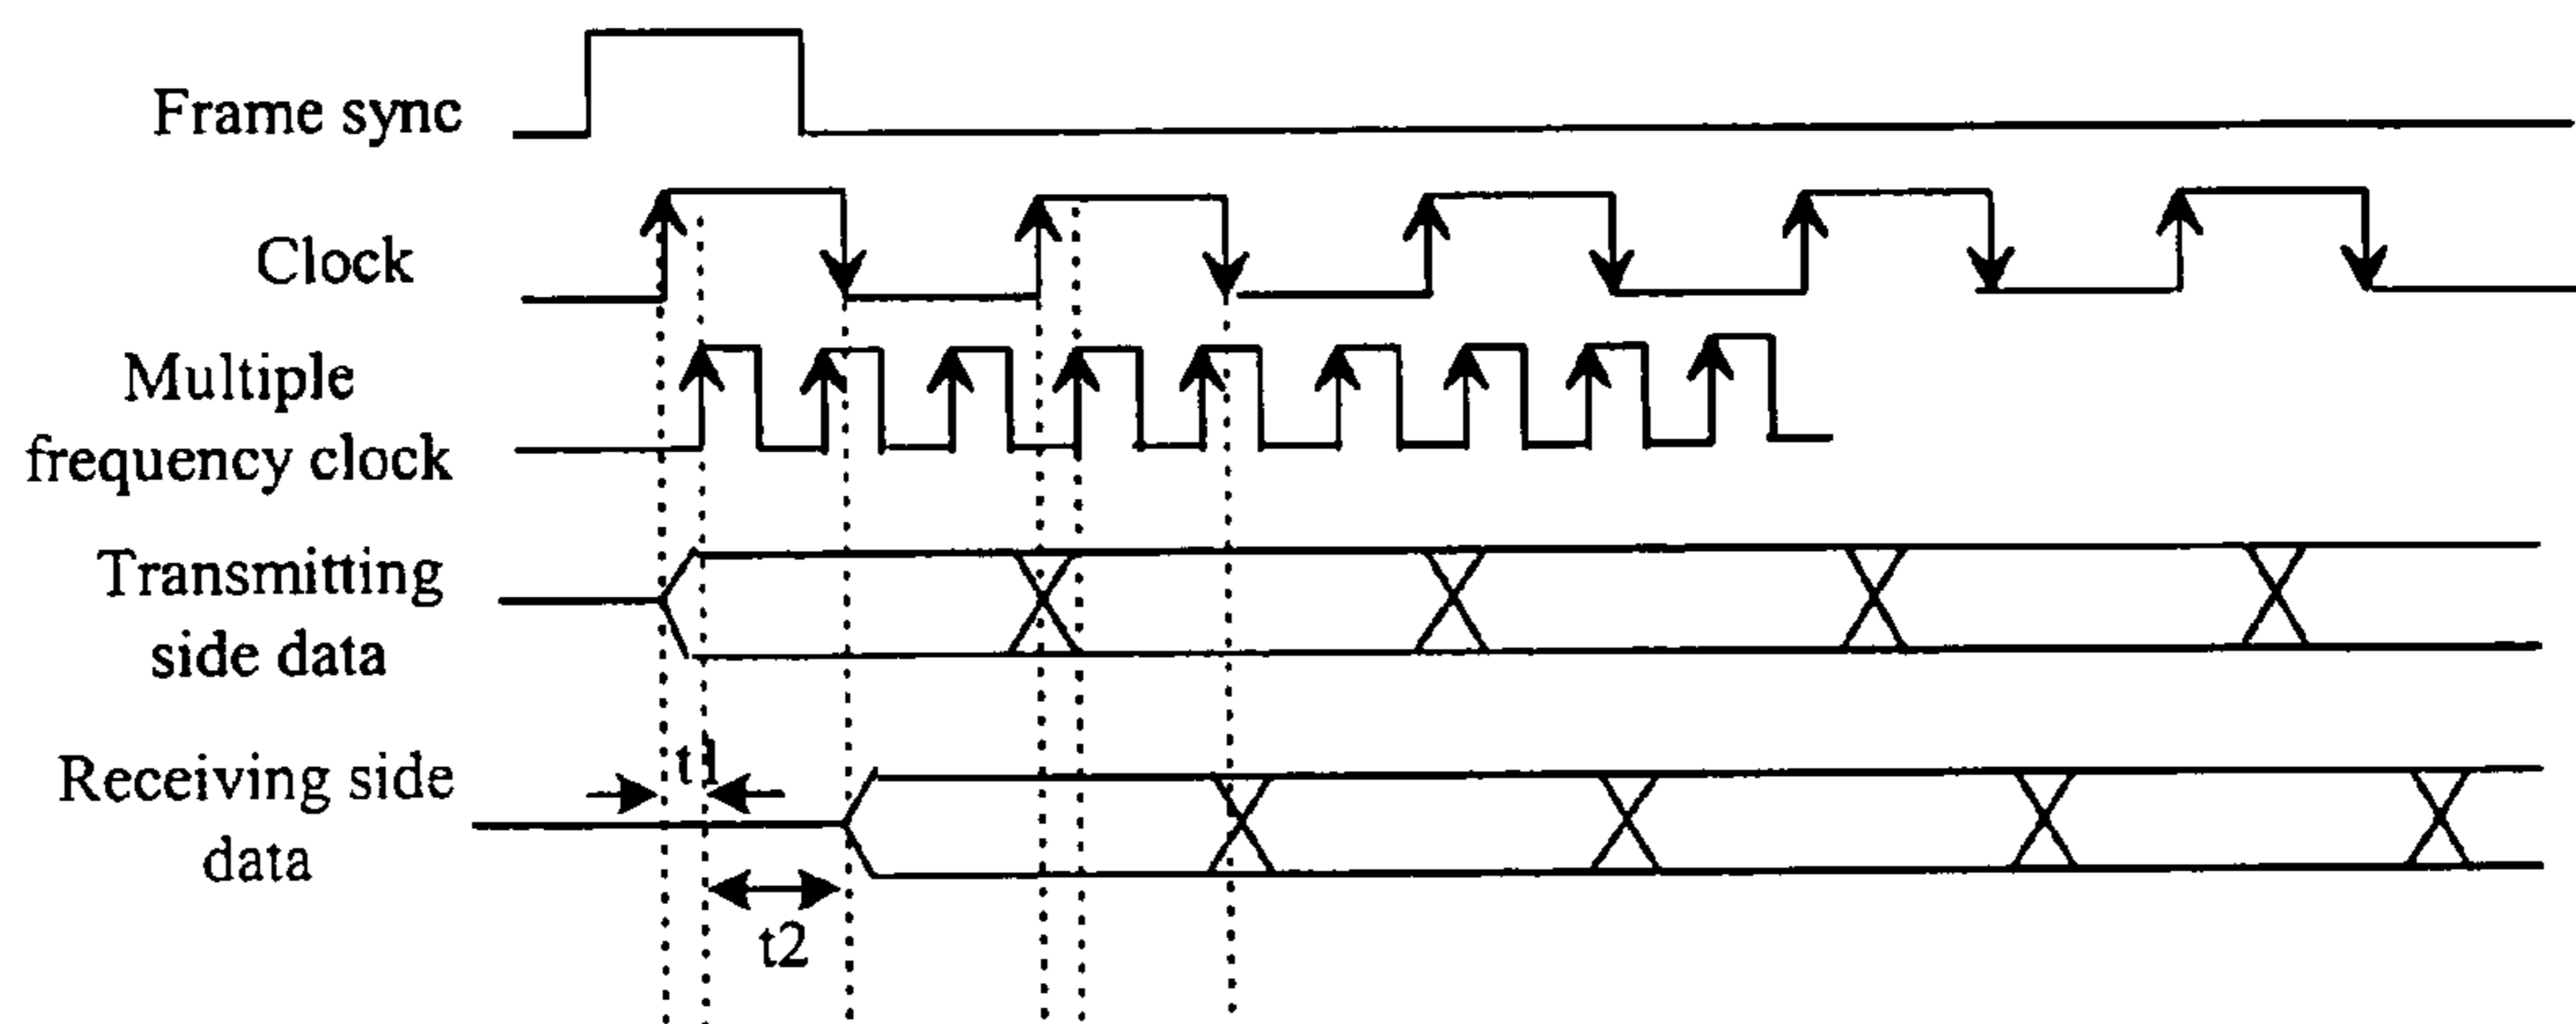 Frame sync
Clock
Multiple
frequency clock
Transmitting
side data
Receiving side
data
t1
t2